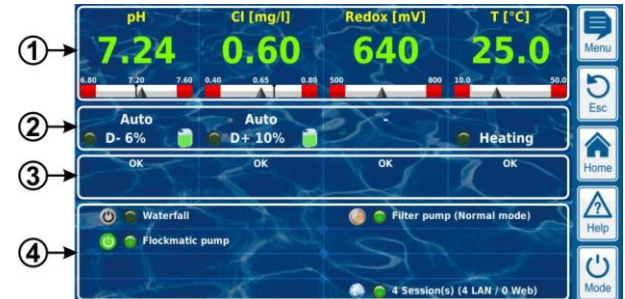 pH Cl [mg/l] Redox [mV] T [°C]
7.24 0.60 640 25.0
6.80 7.20 7.60 0.40 0.65 0.80 500 800 10.0 50.0
Auto Auto -
D- 6% D+ 10% Heating
OK OK OK OK
Waterfall Filter pump (Normal mode)
Flockmatic pump
4 Session(s) (4 LAN / 0 Web)
1
2
3
4
Menu
Esc
Home
Help
Mode